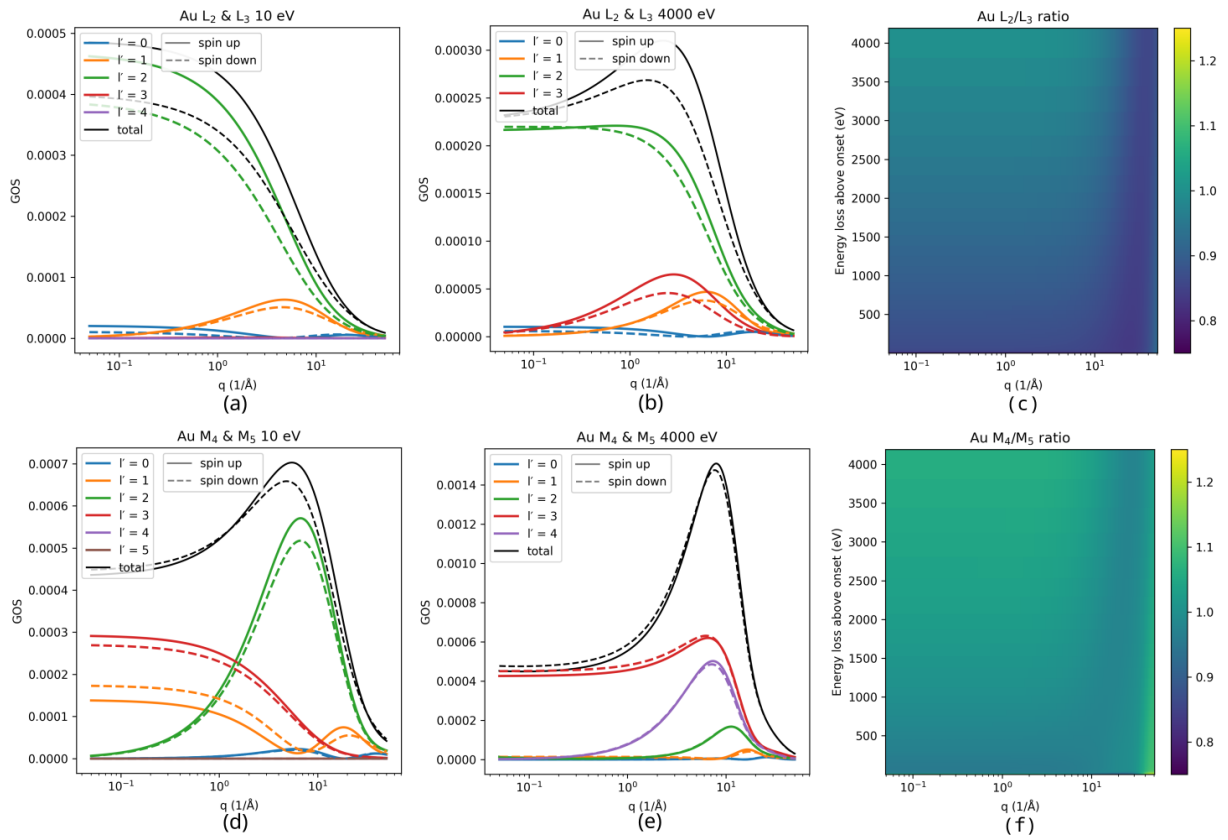 Au L₂ & L₃ 10 eV
0.0005
0.0004
0.0003
0.0002
0.0001
0.0000
GOS
l′ = 0
l′ = 1
l′ = 2
l′ = 3
l′ = 4
total
spin up
spin down
10⁻¹
10⁰
10¹
q (1/Å)
(a)
Au L₂ & L₃ 4000 eV
0.00030
0.00025
0.00020
0.00015
0.00010
0.00005
0.00000
GOS
l′ = 0
l′ = 1
l′ = 2
l′ = 3
total
spin up
spin down
10⁻¹
10⁰
10¹
q (1/Å)
(b)
Au L₂/L₃ ratio
4000
3500
3000
2500
2000
1500
1000
500
Energy loss above onset (eV)
10⁻¹
10⁰
10¹
q (1/Å)
(c)
1.2
1.1
1.0
0.9
0.8
Au M₄ & M₅ 10 eV
0.0007
0.0006
0.0005
0.0004
0.0003
0.0002
0.0001
0.0000
GOS
l′ = 0
l′ = 1
l′ = 2
l′ = 3
l′ = 4
l′ = 5
total
spin up
spin down
10⁻¹
10⁰
10¹
q (1/Å)
(d)
Au M₄ & M₅ 4000 eV
0.0014
0.0012
0.0010
0.0008
0.0006
0.0004
0.0002
0.0000
GOS
l′ = 0
l′ = 1
l′ = 2
l′ = 3
l′ = 4
total
spin up
spin down
10⁻¹
10⁰
10¹
q (1/Å)
(e)
Au M₄/M₅ ratio
4000
3500
3000
2500
2000
1500
1000
500
Energy loss above onset (eV)
10⁻¹
10⁰
10¹
q (1/Å)
(f)
1.2
1.1
1.0
0.9
0.8